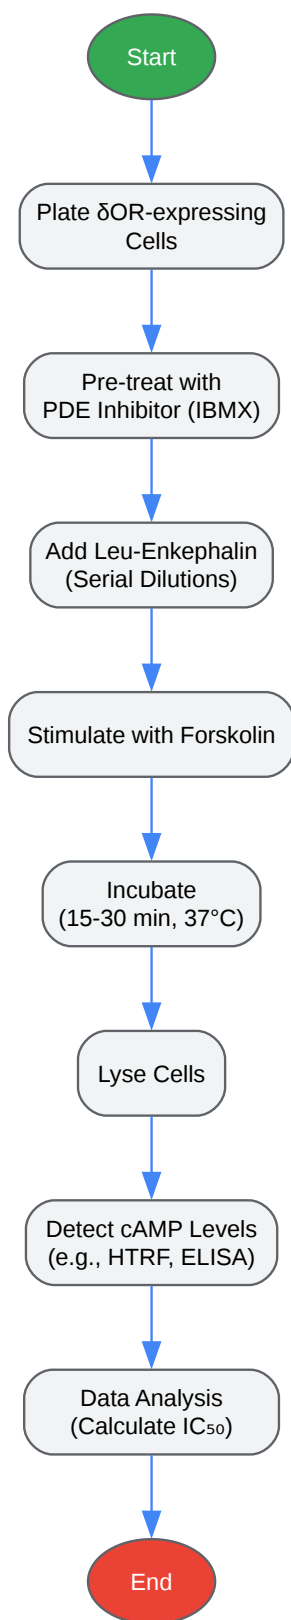 Start
Plate δOR-expressing
Cells
Pre-treat with
PDE Inhibitor (IBMX)
Add Leu-Enkephalin
(Serial Dilutions)
Stimulate with Forskolin
Incubate
(15-30 min, 37°C)
Lyse Cells
Detect cAMP Levels
(e.g., HTRF, ELISA)
Data Analysis
(Calculate IC₅₀)
End